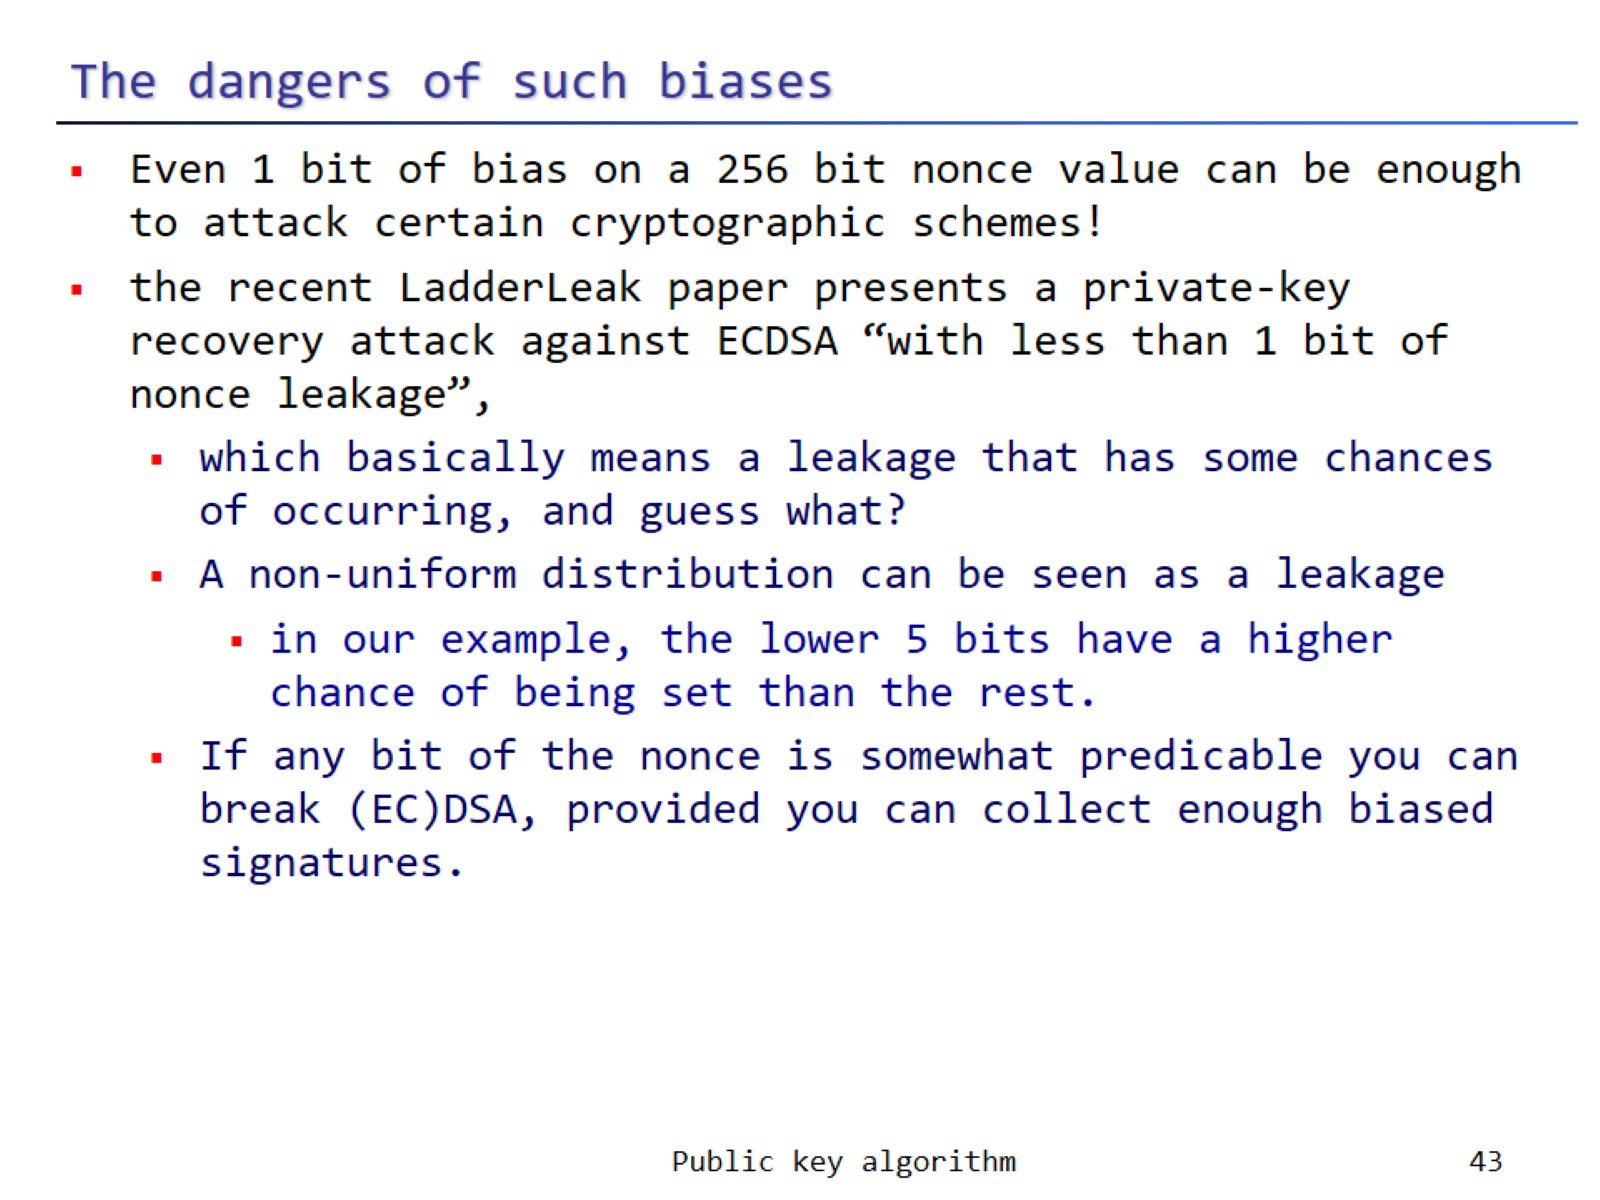 The dangers of such biases
Even 1 bit of bias on a 256 bit nonce value can be enough
to attack certain cryptographic schemes!
the recent LadderLeak paper presents a private-key
recovery attack against ECDSA “with less than 1 bit of
nonce leakage”,
which basically means a leakage that has some chances
of occurring, and guess what?
A non-uniform distribution can be seen as a leakage
in our example, the lower 5 bits have a higher
chance of being set than the rest.
If any bit of the nonce is somewhat predicable you can
break (EC)DSA, provided you can collect enough biased
signatures.
Public key algorithm
43